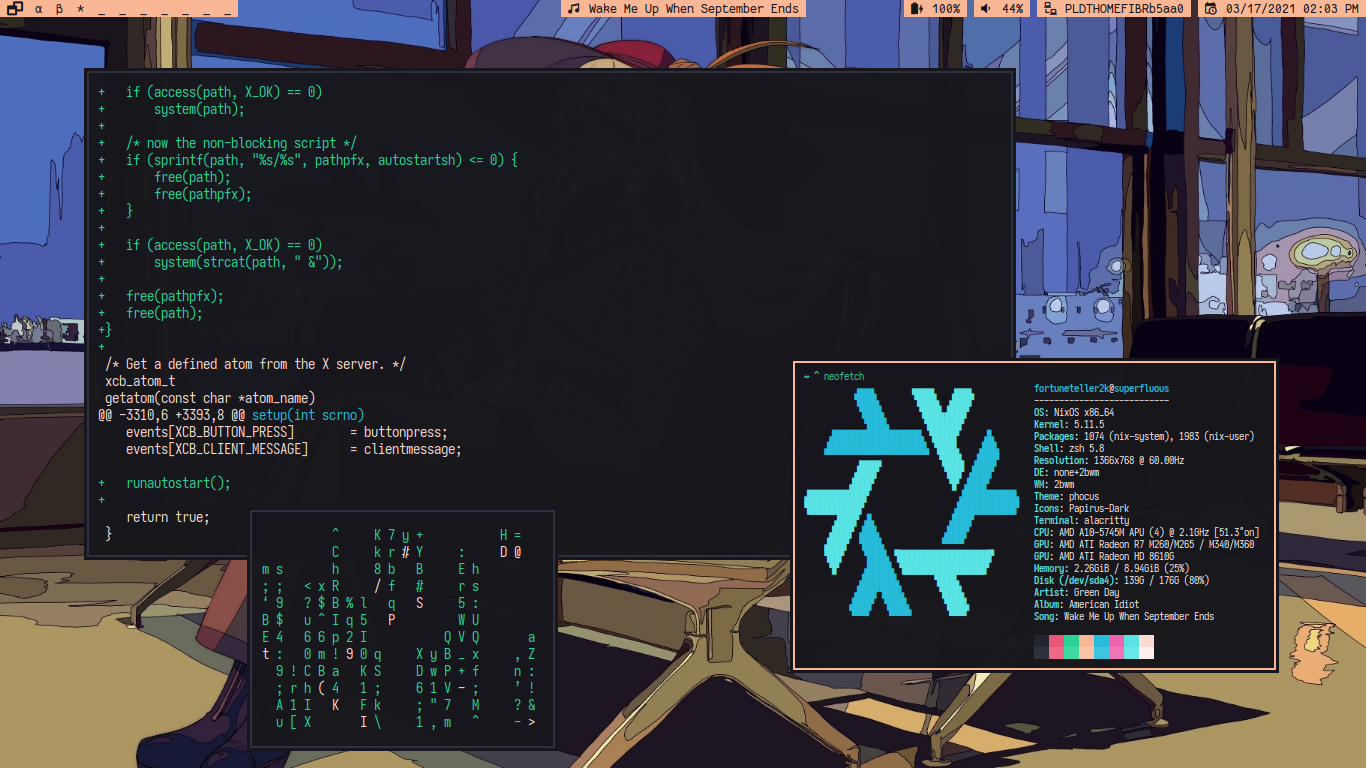 α β * _ _ _ _ _ _ _
Wake Me Up When September Ends
100%
44%
PLDTHOMEFIBRb5aa0
03/17/2021 02:03 PM
+   if (access(path, X_OK) == 0)
+       system(path);
+
+   /* now the non-blocking script */
+   if (sprintf(path, "%s/%s", pathpfx, autostartsh) <= 0) {
+       free(path);
+       free(pathpfx);
+   }
+
+   if (access(path, X_OK) == 0)
+       system(strcat(path, " &"));
+
+   free(pathpfx);
+   free(path);
+}
+
 /* Get a defined atom from the X server. */
 xcb_atom_t
 getatom(const char *atom_name)
@@ -3310,6 +3393,8 @@ setup(int scrno)
    events[XCB_BUTTON_PRESS]        = buttonpress;
    events[XCB_CLIENT_MESSAGE]      = clientmessage;

+   runautostart();
+
    return true;
 }
~ ^ neofetch
fortuneteller2k@superfluous
---------------------------
OS: NixOS x86_64
Kernel: 5.11.5
Packages: 1074 (nix-system), 1983 (nix-user)
Shell: zsh 5.8
Resolution: 1366x768 @ 60.00Hz
DE: none+2bwm
WM: 2bwm
Theme: phocus
Icons: Papirus-Dark
Terminal: alacritty
CPU: AMD A10-5745M APU (4) @ 2.1GHz [51.3°on]
GPU: AMD ATI Radeon R7 M260/M265 / M340/M360
GPU: AMD ATI Radeon HD 8610G
Memory: 2.26GiB / 8.94GiB (25%)
Disk (/dev/sda4): 139G / 176G (80%)
Artist: Green Day
Album: American Idiot
Song: Wake Me Up When September Ends
^ K 7 y + H =
C k r # Y : D @
m s h 8 b B E h
; ; < x R / f # r s
‘ 9 ? $ B % l q S 5 :
B $ u ^ I q 5 P W U
E 4 6 6 p 2 I Q V Q a
t : 0 m ! 9 0 q X y B _ x , Z
9 ! C B a K S D w P + f n :
; r h ( 4 1 ; 6 1 V – ; ’ !
A 1 I K F k ; " 7 M ? &
u [ X I \ 1 , m ^ – >